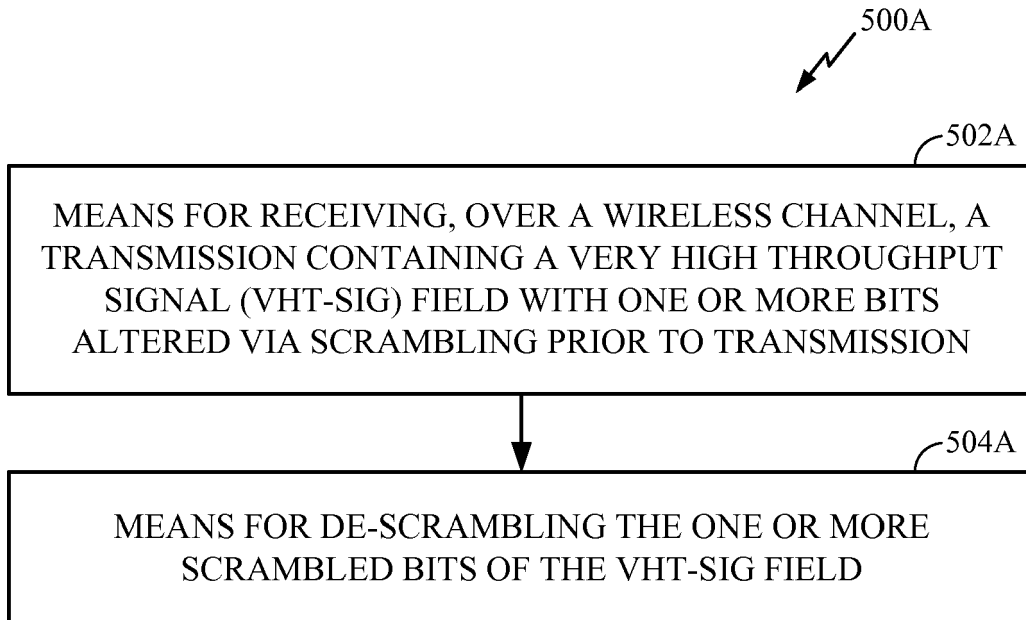 500A
502A
MEANS FOR RECEIVING, OVER A WIRELESS CHANNEL, A
TRANSMISSION CONTAINING A VERY HIGH THROUGHPUT
SIGNAL (VHT-SIG) FIELD WITH ONE OR MORE BITS
ALTERED VIA SCRAMBLING PRIOR TO TRANSMISSION
504A
MEANS FOR DE-SCRAMBLING THE ONE OR MORE
SCRAMBLED BITS OF THE VHT-SIG FIELD